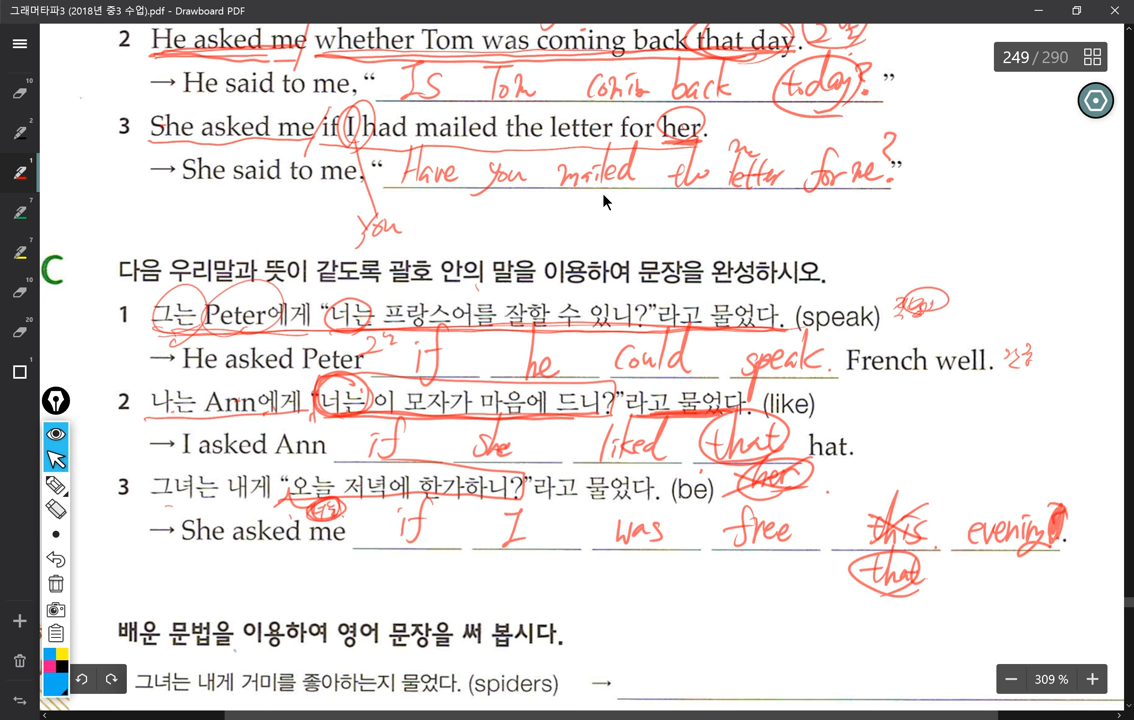 그래머타파3 (2018년 중3 수업).pdf - Drawboard PDF
249 / 290
2 He asked me whether Tom was coming back that day.
→ He said to me, “ Is Tom comin back today? ”
3 She asked me if I had mailed the letter for her.
→ She said to me, “ Have you mailed the letter for me? ”
you
C 다음 우리말과 뜻이 같도록 괄호 안의 말을 이용하여 문장을 완성하시오.
1 그는 Peter에게 “너는 프랑스어를 잘할 수 있니?”라고 물었다. (speak)
→ He asked Peter if he could speak. French well.
2 나는 Ann에게 “너는 이 모자가 마음에 드니?”라고 물었다. (like)
→ I asked Ann if she liked that hat.
her
3 그녀는 내게 “오늘 저녁에 한가하니?”라고 물었다. (be)
→ She asked me if I was free this evening.
that
배운 문법을 이용하여 영어 문장을 써 봅시다.
그녀는 내게 거미를 좋아하는지 물었다. (spiders) →
10
2
1
7
7
10
20
1
309 %